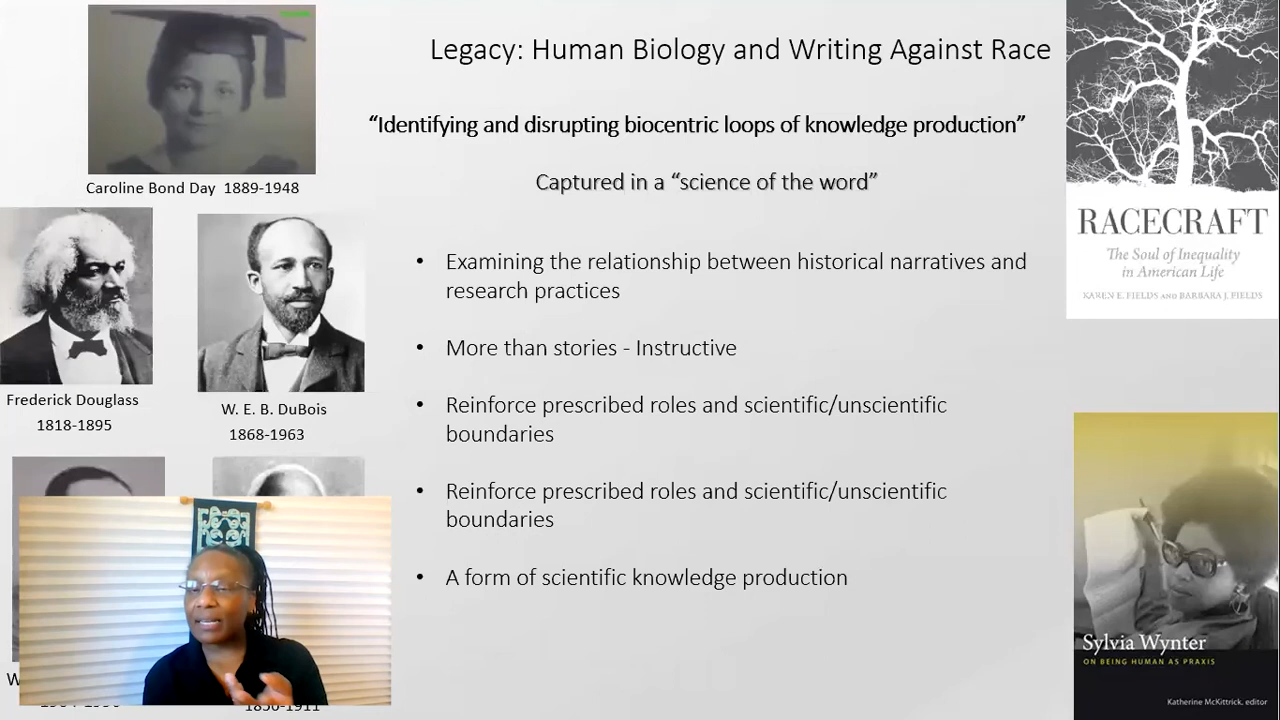 Legacy: Human Biology and Writing Against Race
“Identifying and disrupting biocentric loops of knowledge production”
Captured in a “science of the word”
• Examining the relationship between historical narratives and
research practices
• More than stories - Instructive
• Reinforce prescribed roles and scientific/unscientific
boundaries
• Reinforce prescribed roles and scientific/unscientific
boundaries
• A form of scientific knowledge production
Caroline Bond Day 1889-1948
Frederick Douglass
1818-1895
W. E. B. DuBois
1868-1963
W
RACECRAFT
The Soul of Inequality
in American Life
KAREN E. FIELDS AND BARBARA J. FIELDS
Sylvia Wynter
ON BEING HUMAN AS PRAXIS
Katherine McKittrick, editor